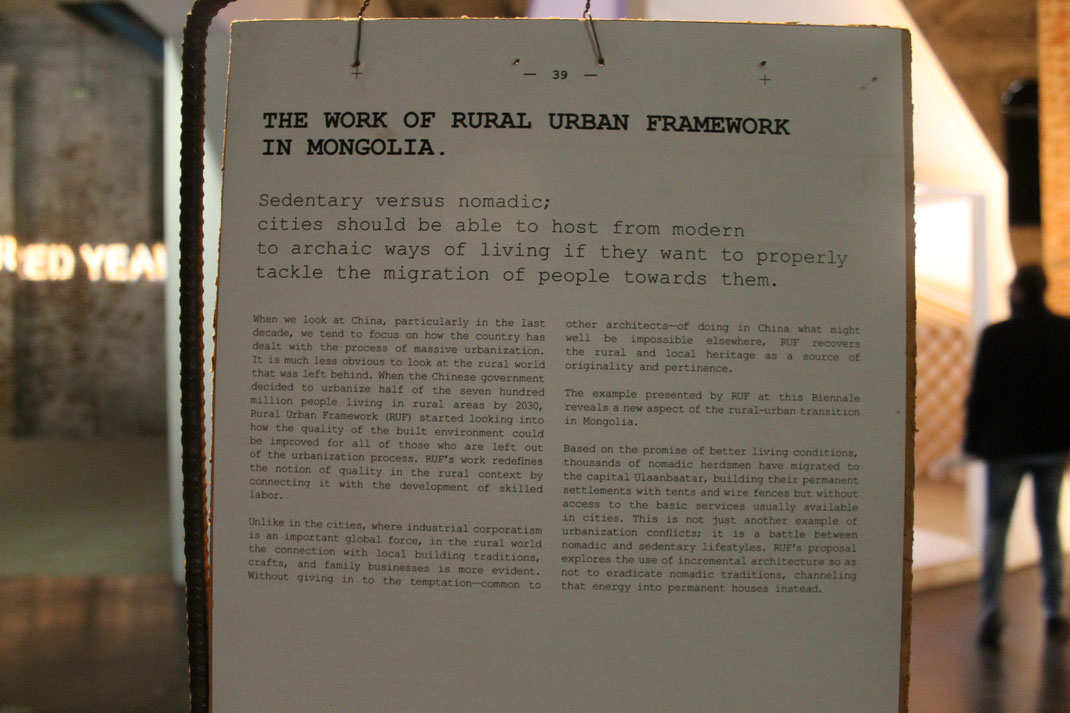 — 39 —
THE WORK OF RURAL URBAN FRAMEWORK
IN MONGOLIA.
Sedentary versus nomadic;
cities should be able to host from modern
to archaic ways of living if they want to properly
tackle the migration of people towards them.
When we look at China, particularly in the last
decade, we tend to focus on how the country has
dealt with the process of massive urbanization.
It is much less obvious to look at the rural world
that was left behind. When the Chinese government
decided to urbanize half of the seven hundred
million people living in rural areas by 2030,
Rural Urban Framework (RUF) started looking into
how the quality of the built environment could
be improved for all of those who are left out
of the urbanization process. RUF's work redefines
the notion of quality in the rural context by
connecting it with the development of skilled
labor.
Unlike in the cities, where industrial corporatism
is an important global force, in the rural world
the connection with local building traditions,
crafts, and family businesses is more evident.
Without giving in to the temptation—common to
other architects—of doing in China what might
well be impossible elsewhere, RUF recovers
the rural and local heritage as a source of
originality and pertinence.
The example presented by RUF at this Biennale
reveals a new aspect of the rural-urban transition
in Mongolia.
Based on the promise of better living conditions,
thousands of nomadic herdsmen have migrated to
the capital Ulaanbaatar, building their permanent
settlements with tents and wire fences but without
access to the basic services usually available
in cities. This is not just another example of
urbanization conflicts; it is a battle between
nomadic and sedentary lifestyles. RUF's proposal
explores the use of incremental architecture so as
not to eradicate nomadic traditions, channeling
that energy into permanent houses instead.